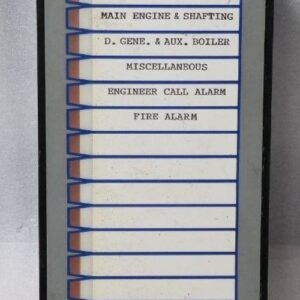 MAIN ENGINE & SHAFTING
D. GENE. & AUX. BOILER
MISCELLANEOUS
ENGINEER CALL ALARM
FIRE ALARM